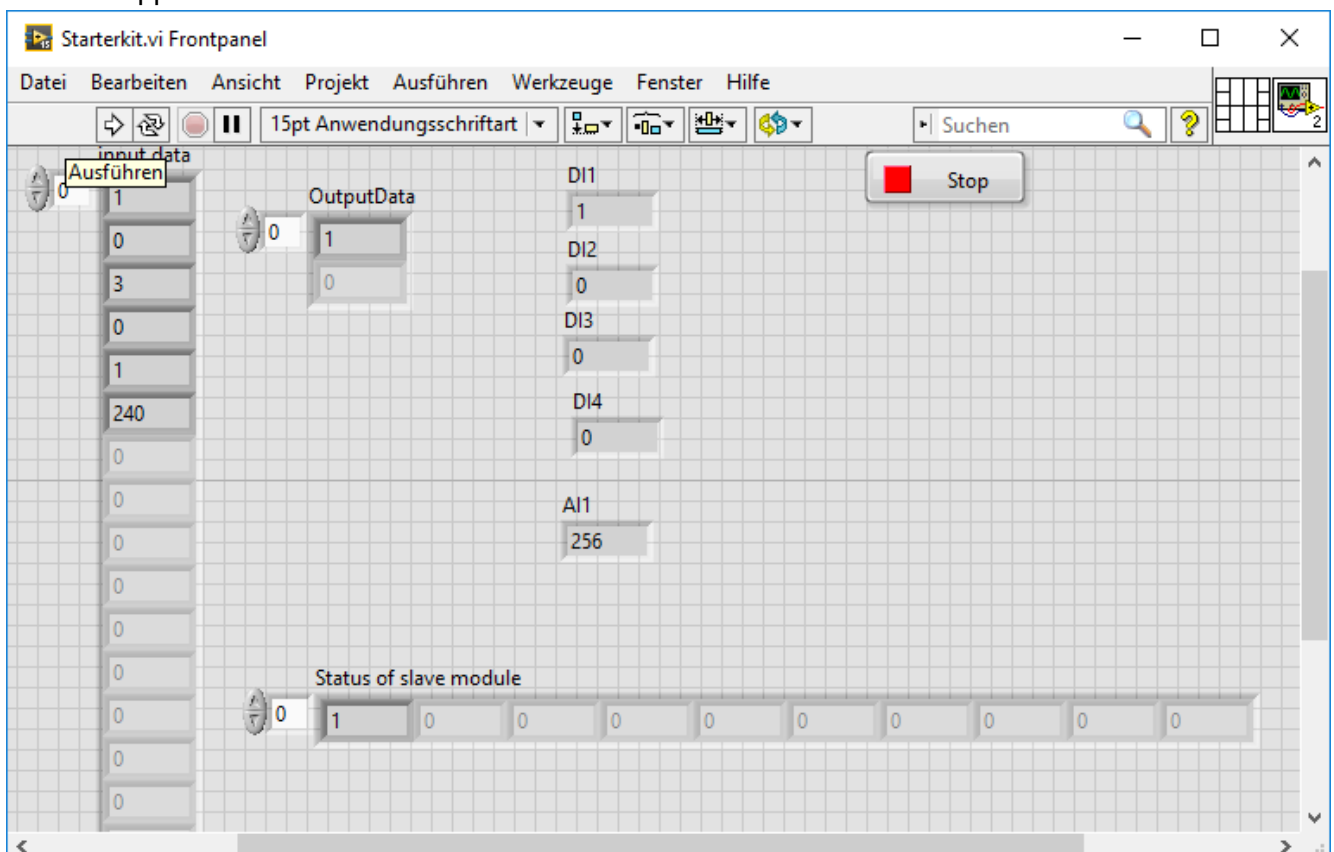 Starterkit.vi Frontpanel
Datei Bearbeiten Ansicht Projekt Ausführen Werkzeuge Fenster Hilfe
15pt Anwendungsschriftart Suchen 2
15
input data
Ausführen
0
1
0
3
0
1
240
0
0
0
0
0
0
0
0
0
OutputData
0
1
0
DI1
1
DI2
0
DI3
0
DI4
0
AI1
256
Stop
Status of slave module
0 1 0 0 0 0 0 0 0 0 0